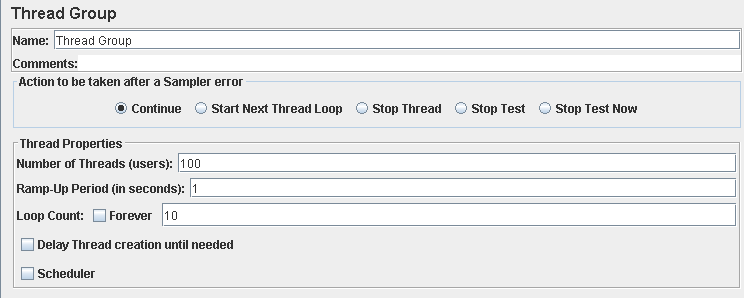 Thread Group
Name: Thread Group
Comments:
Action to be taken after a Sampler error
Continue Start Next Thread Loop Stop Thread Stop Test Stop Test Now
Thread Properties
Number of Threads (users): 100
Ramp-Up Period (in seconds): 1
Loop Count: Forever 10
Delay Thread creation until needed
Scheduler